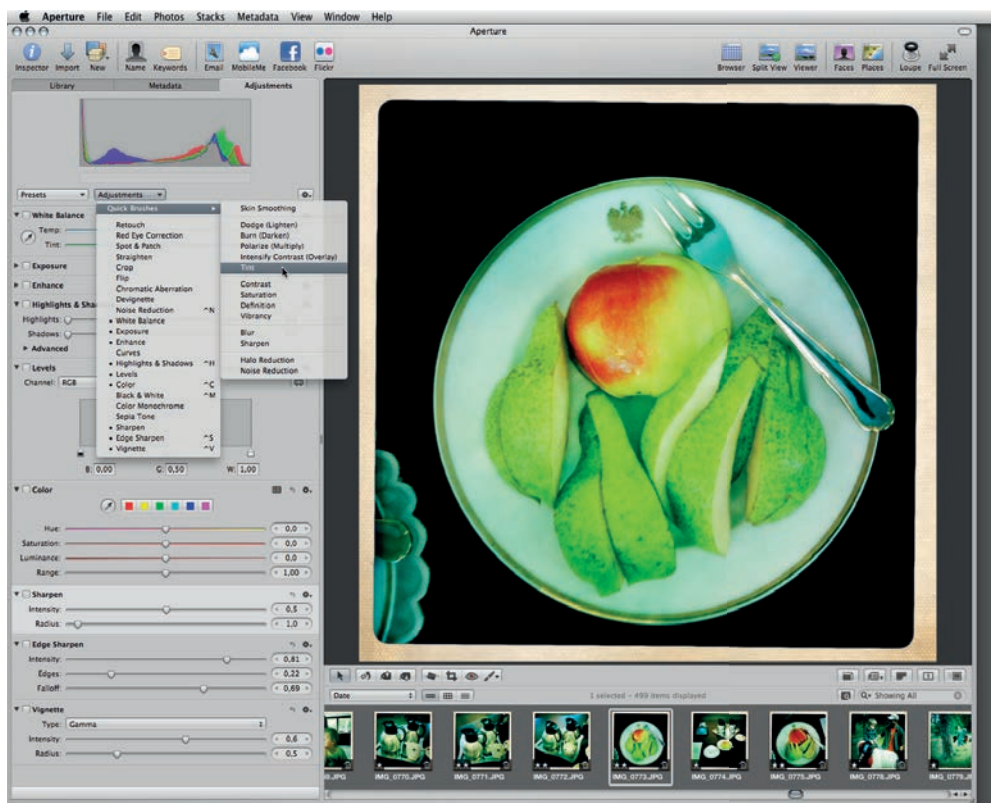 Aperture File Edit Photos Stacks Metadata View Window Help
Aperture
Inspector Import New Name Keywords Email MobileMe Facebook Flickr
Browser Split View Viewer Faces Places Loupe Full Screen
Library Metadata Adjustments
Presets Adjustments
Quick Brushes
Retouch
Red Eye Correction
Spot & Patch
Straighten
Crop
Flip
Chromatic Aberration
Devignette
Noise Reduction ^N
• White Balance
• Exposure
• Enhance
Curves
• Highlights & Shadows ^H
• Levels
• Color ^C
Black & White ^M
Color Monochrome
Sepia Tone
• Sharpen
• Edge Sharpen ^S
• Vignette ^V
Skin Smoothing
Dodge (Lighten)
Burn (Darken)
Polarize (Multiply)
Intensify Contrast (Overlay)
Tint
Contrast
Saturation
Definition
Vibrancy
Blur
Sharpen
Halo Reduction
Noise Reduction
White Balance
Temp:
Tint:
Exposure
Enhance
Highlights & Sha
Highlights:
Shadows:
Advanced
Levels
Channel: RGB
B: 0,00 G: 0,50 W: 1,00
Color
Hue: 0,0
Saturation: 0,0
Luminance: 0,0
Range: 1,00
Sharpen
Intensity: 0,5
Radius: 1,0
Edge Sharpen
Intensity: 0,81
Edges: 0,22
Falloff: 0,69
Vignette
Type: Gamma
Intensity: 0,6
Radius: 0,5
Date 1 selected - 499 items displayed Showing All
IMG_0770.JPG IMG_0771.JPG IMG_0772.JPG IMG_0773.JPG IMG_0774.JPG IMG_0775.JPG IMG_0778.JPG